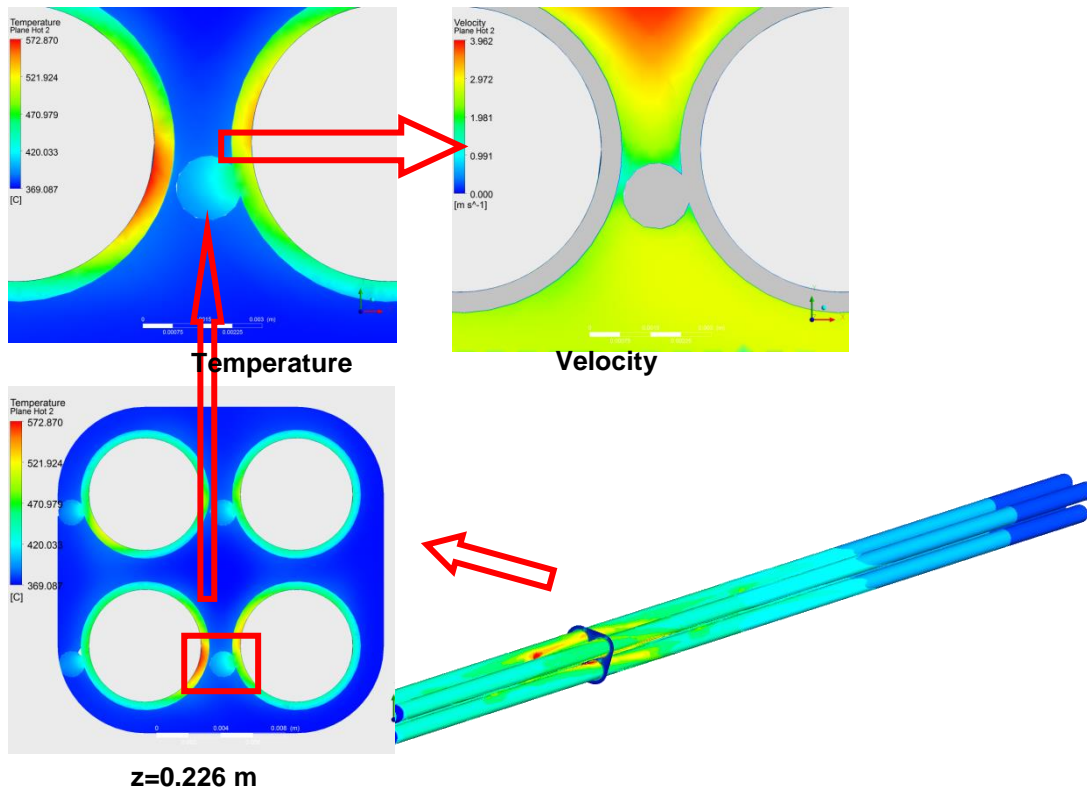 Temperature
Plane Hot 2
572.870
521.924
470.979
420.033
369.087
[C]
0
0.003 (m)
0.00075
0.00225
Temperature
Velocity
Plane Hot 2
3.962
2.972
1.981
0.991
0.000
[m s^-1]
0
Velocity
Temperature
Plane Hot 2
572.870
521.924
470.979
420.033
369.087
[C]
0
0.004
0.008 (m)
z=0.226 m